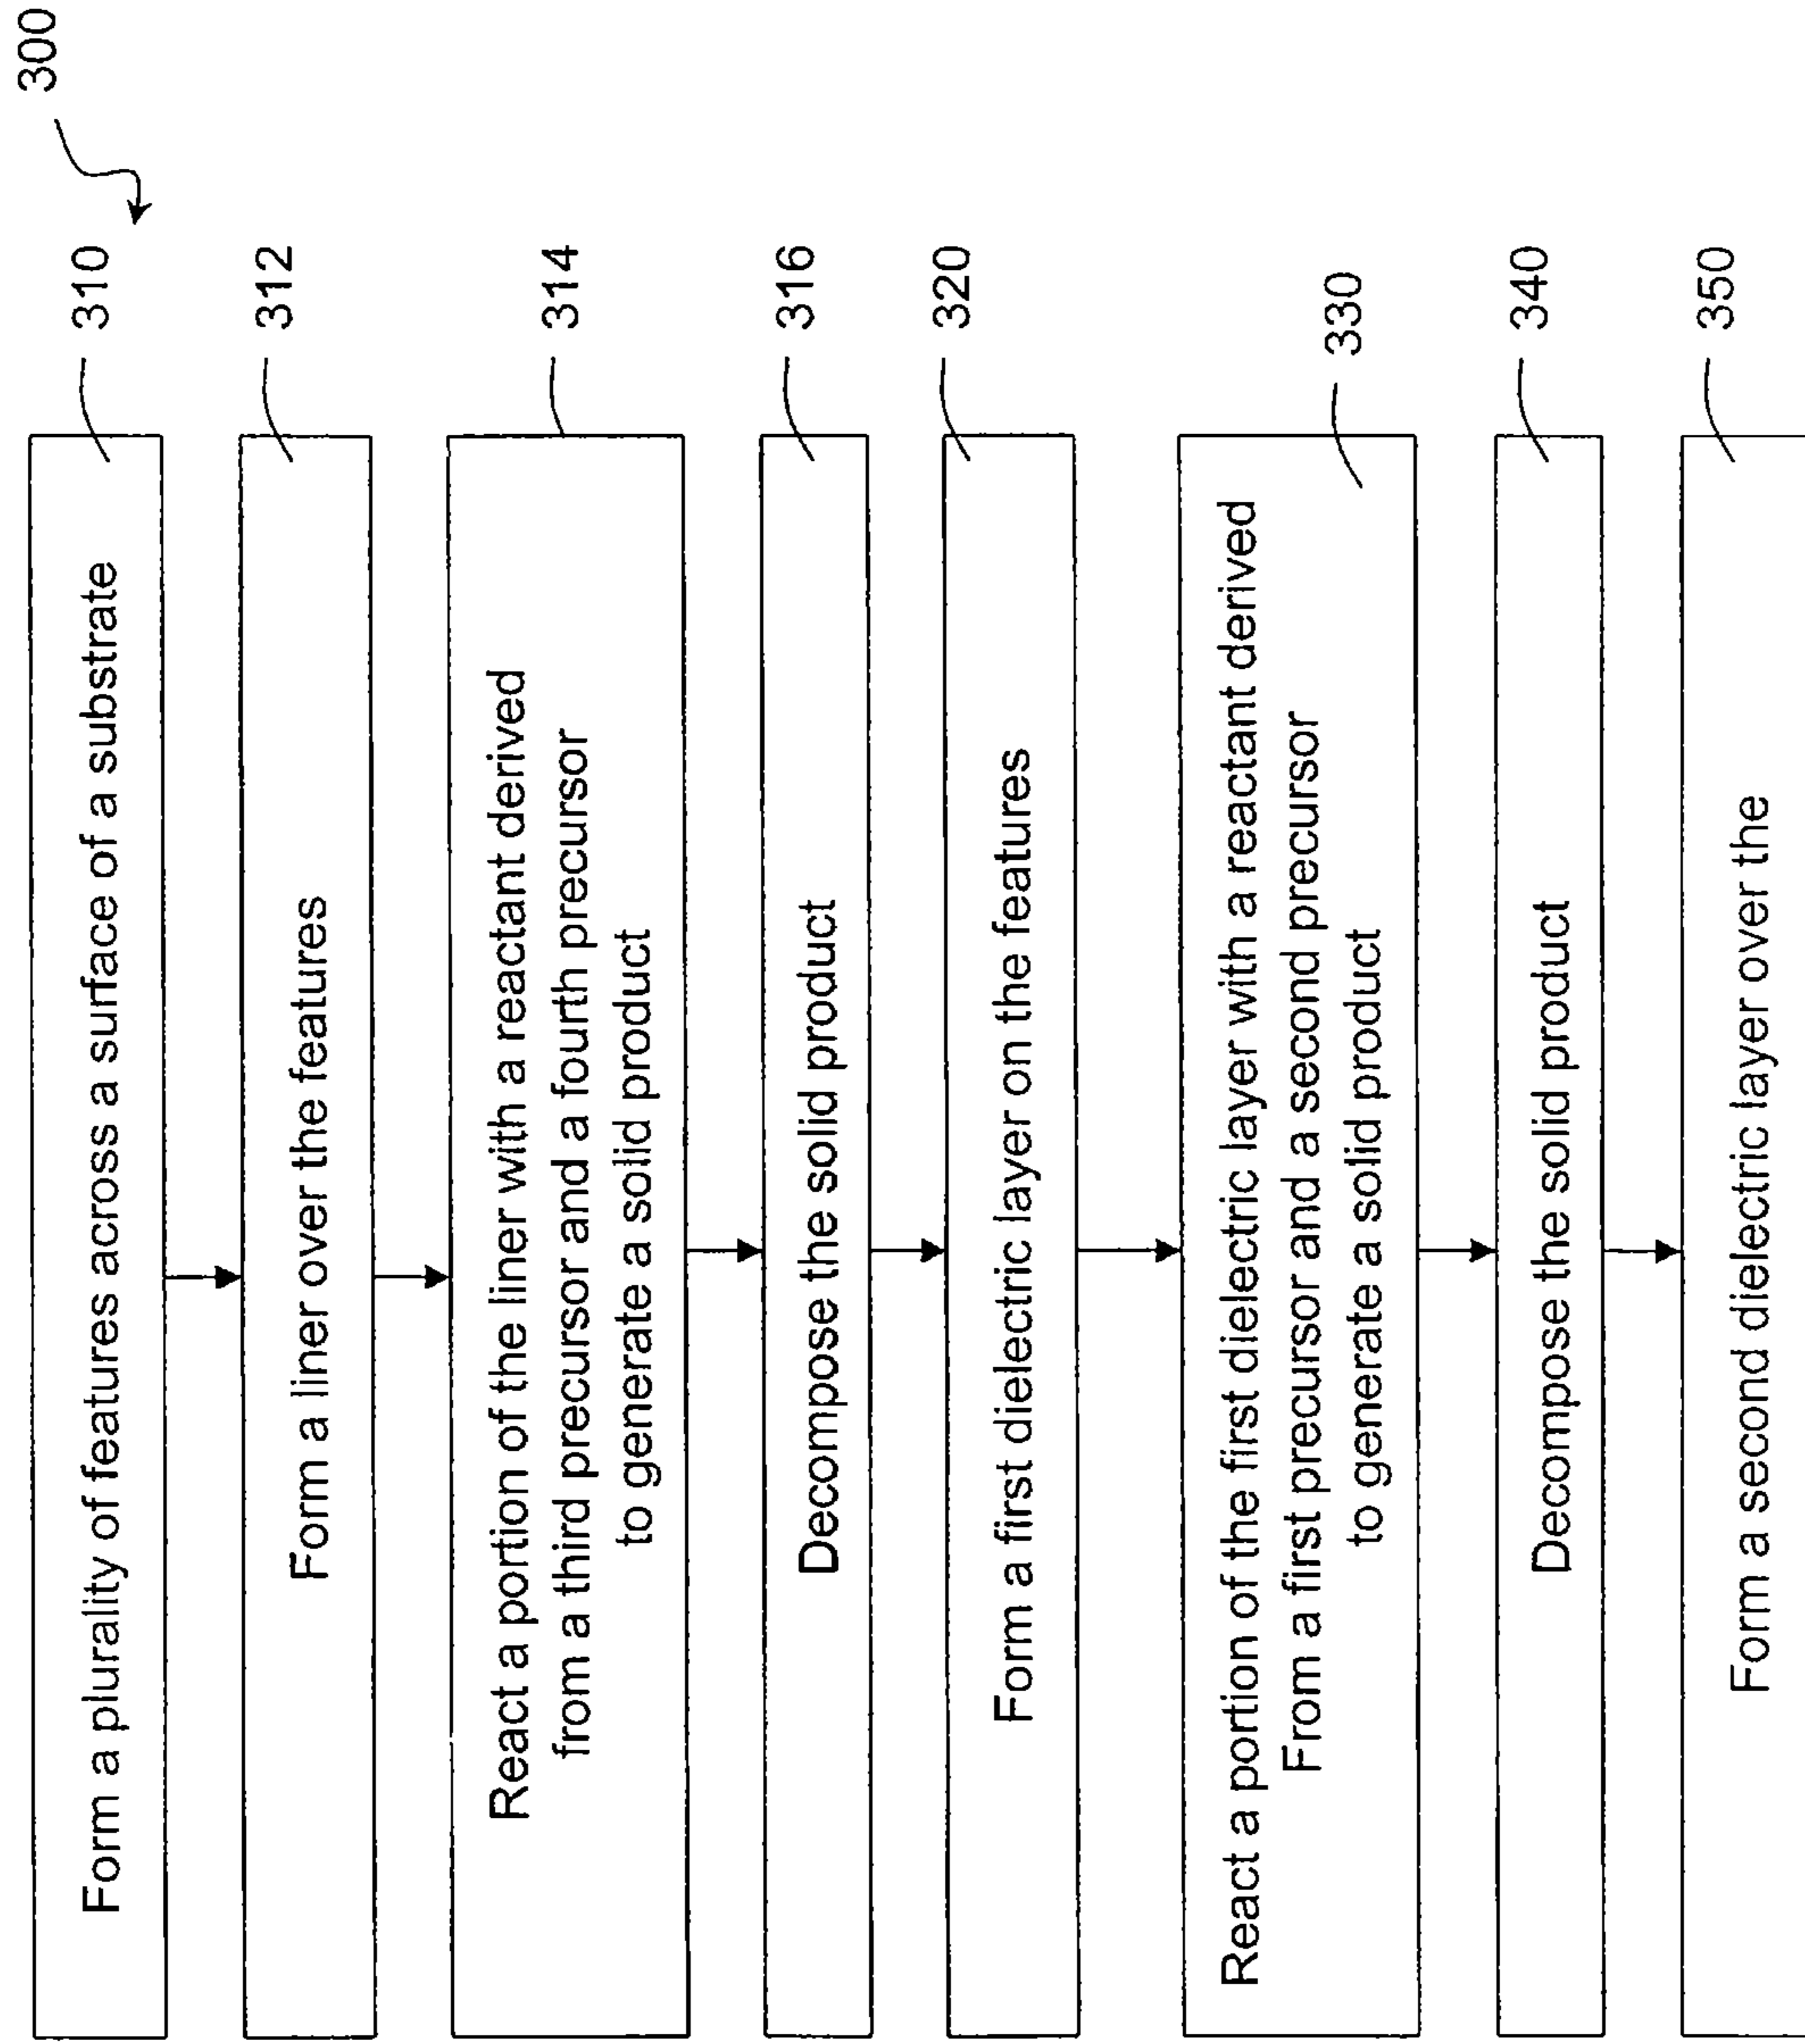 300
Form a plurality of features across a surface of a substrate
310
Form a liner over the features
312
React a portion of the liner with a reactant derived
from a third precursor and a fourth precursor
to generate a solid product
314
Decompose the solid product
316
Form a first dielectric layer on the features
320
React a portion of the first dielectric layer with a reactant derived
From a first precursor and a second precursor
to generate a solid product
330
Decompose the solid product
340
Form a second dielectric layer over the
350